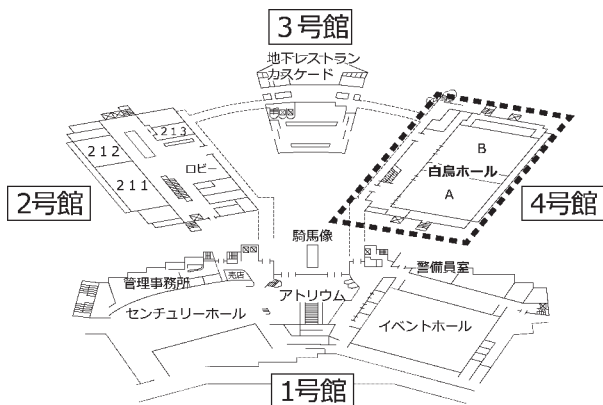 3号館
地下レストラン
カスケード
213
212
211
ロビー
2号館
B
白鳥ホール
A
4号館
騎馬像
警備員室
管理事務所
売店
アトリウム
センチュリーホール
イベントホール
1号館